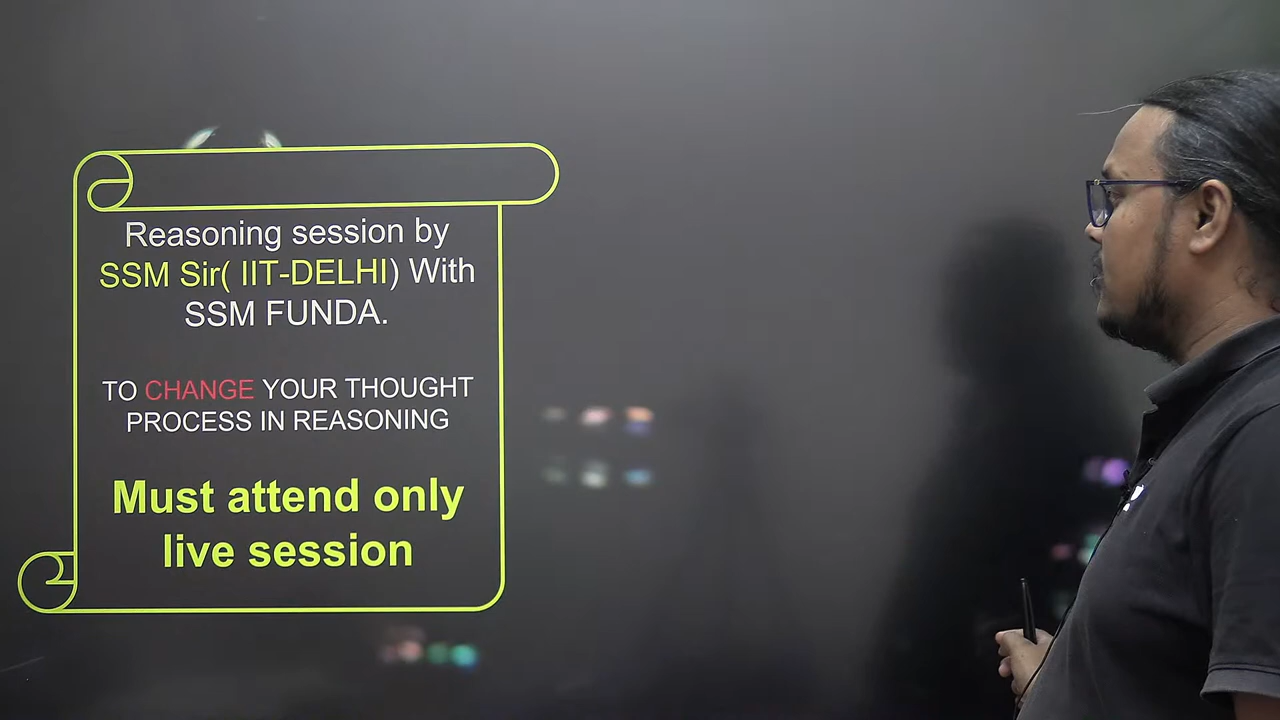 Reasoning session by
SSM Sir( IIT-DELHI) With
SSM FUNDA.
TO CHANGE YOUR THOUGHT
PROCESS IN REASONING
Must attend only
live session